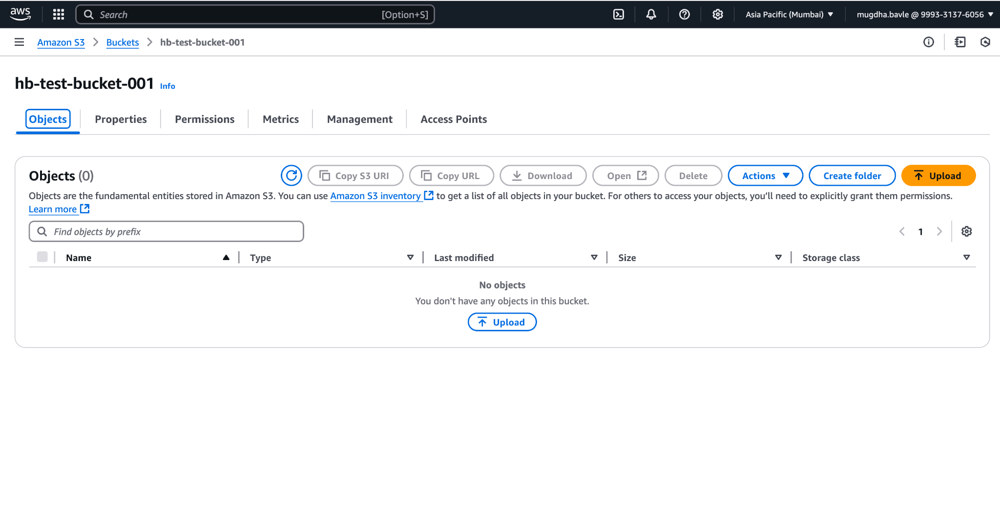 aws
Search [Option+S] Asia Pacific (Mumbai) mugdha.bavle @ 9993-3137-6056
Amazon S3 Buckets hb-test-bucket-001
hb-test-bucket-001 Info
Objects Properties Permissions Metrics Management Access Points
Objects (0) Copy S3 URI Copy URL Download Open Delete Actions Create folder Upload
Objects are the fundamental entities stored in Amazon S3. You can use Amazon S3 inventory to get a list of all objects in your bucket. For others to access your objects, you’ll need to explicitly grant them permissions.
Learn more
Find objects by prefix 1
Name Type Last modified Size Storage class
No objects
You don't have any objects in this bucket.
Upload